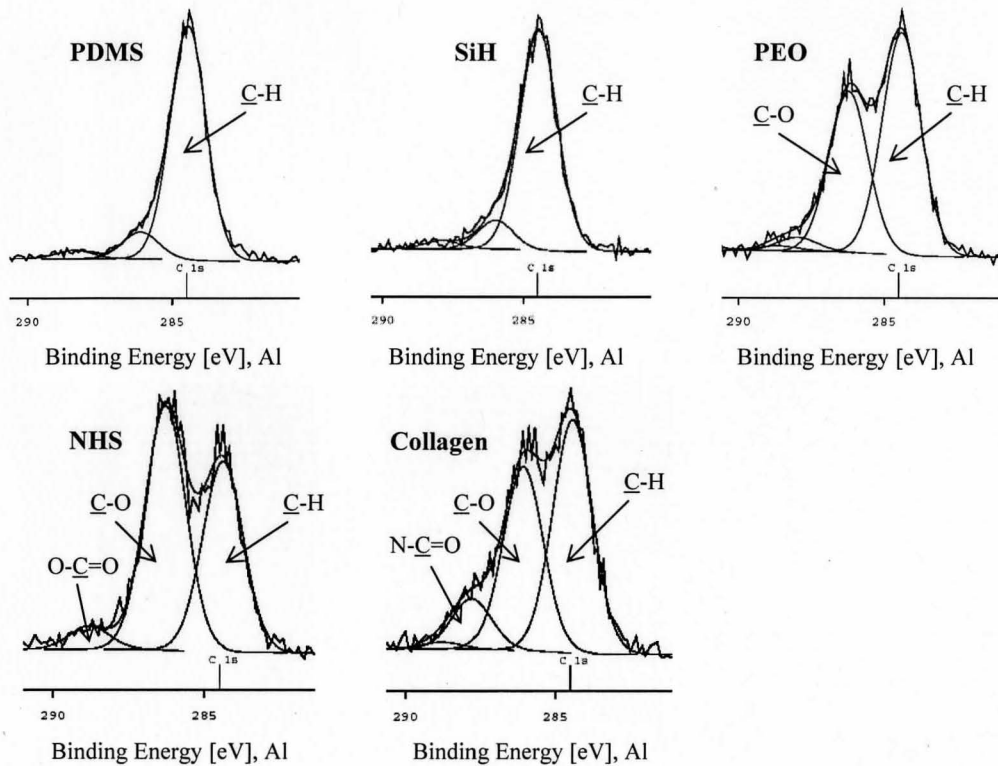 PDMS
C-H
C 1s
290 285
Binding Energy [eV], Al
SiH
C-H
C 1s
290 285
Binding Energy [eV], Al
PEO
C-O
C-H
C 1s
290 285
Binding Energy [eV], Al
NHS
C-O
C-H
O-C=O
C 1s
290 285
Binding Energy [eV], Al
Collagen
C-O
C-H
N-C=O
C 1s
290 285
Binding Energy [eV], Al